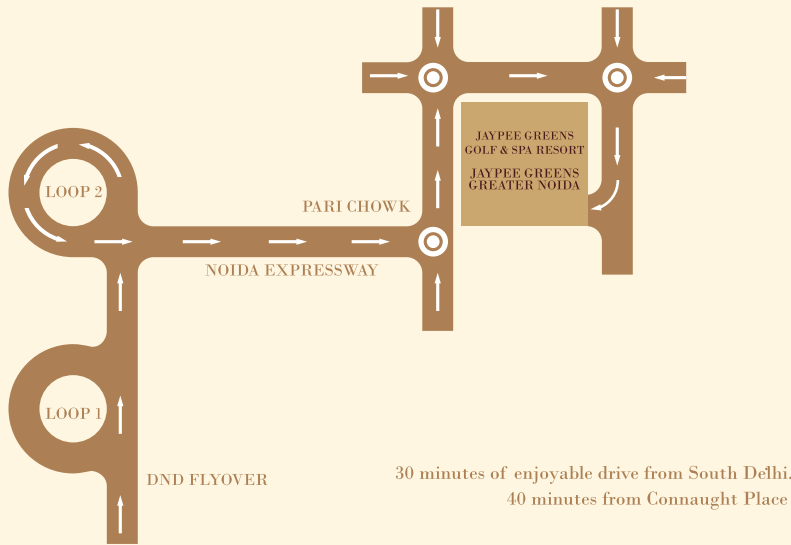 JAYPEE GREENS
GOLF & SPA RESORT
JAYPEE GREENS
GREATER NOIDA
LOOP 2
PARI CHOWK
NOIDA EXPRESSWAY
LOOP 1
DND FLYOVER
30 minutes of enjoyable drive from South Delhi.
40 minutes from Connaught Place